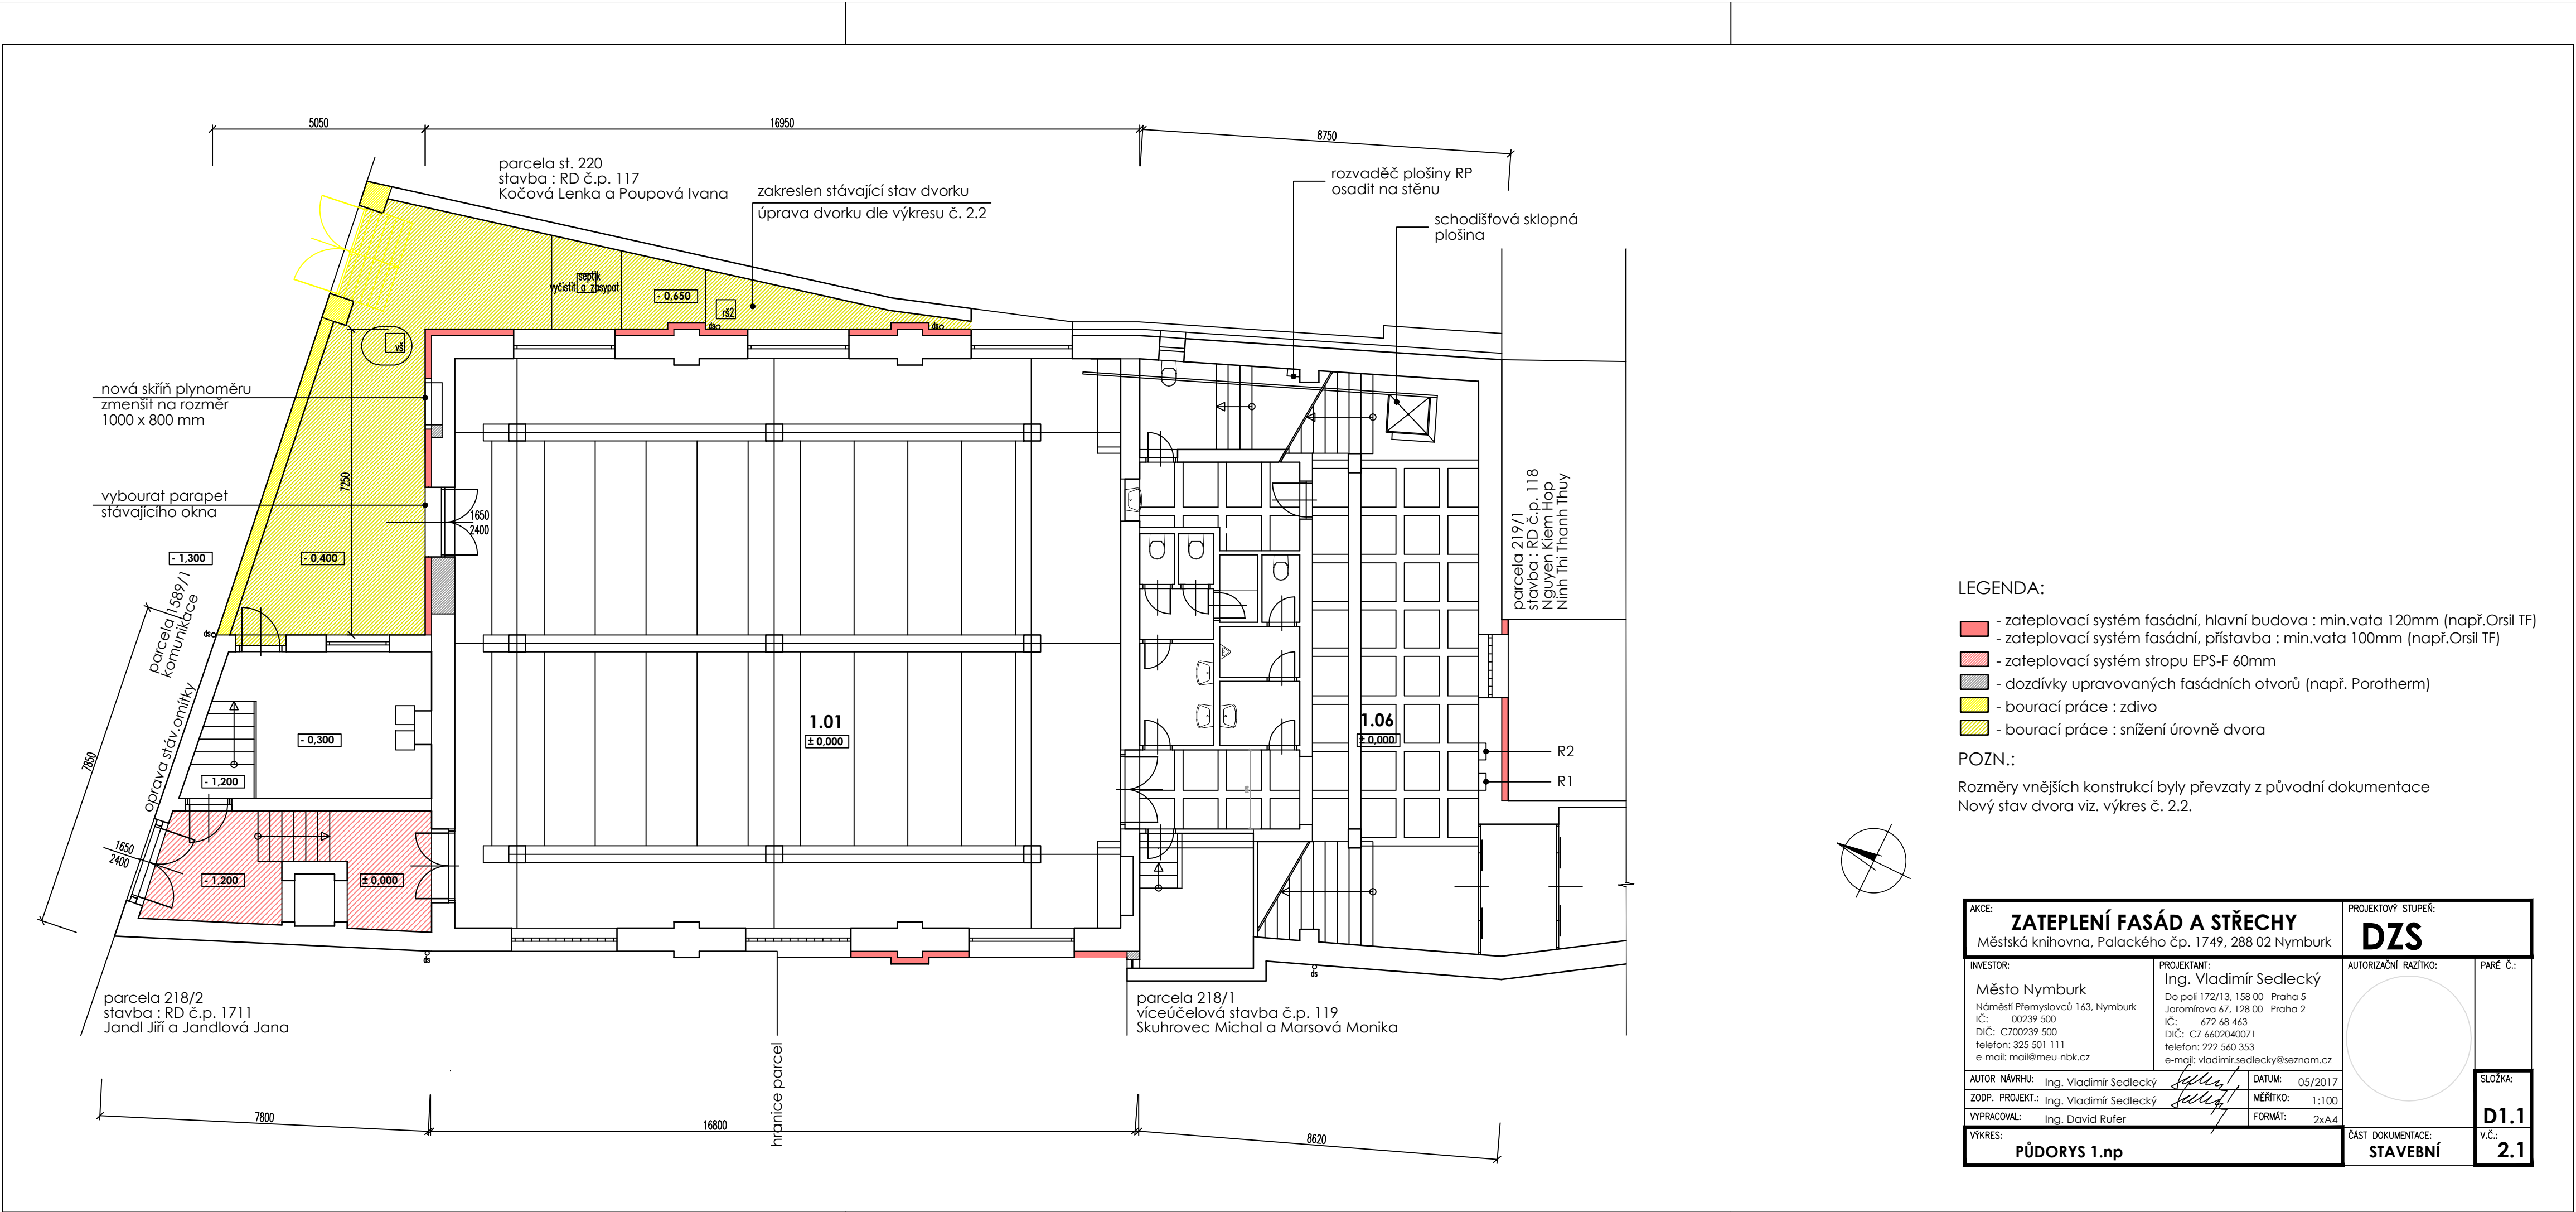 5050
16950
8750
parcela st. 220
stavba : RD č.p. 117
Kočová Lenka a Poupová Ivana
zakreslen stávající stav dvorku
úprava dvorku dle výkresu č. 2.2
rozvaděč plošiny RP
osadit na stěnu
schodišťová sklopná
plošina
septik
vyčistit a zasypat
- 0,650
rš2
dso
dso
vš
nová skříň plynoměru
zmenšit na rozměr
1000 x 800 mm
7250
vybourat parapet
stávajícího okna
1650
2400
- 1,300
- 0,400
parcela 1589/1
komunikace
dso
oprava stáv.omítky
7850
- 0,300
- 1,200
1650
2400
- 1,200
± 0,000
1.01
± 0,000
1.06
± 0,000
R2
R1
parcela 219/1
stavba : RD č.p. 118
Nguyen Kiem Hop
Ninh Thi Thanh Thuy
ds
ds
parcela 218/2
stavba : RD č.p. 1711
Jandl Jiří a Jandlová Jana
hranice parcel
parcela 218/1
víceúčelová stavba č.p. 119
Skuhrovec Michal a Marsová Monika
7800
16800
8620
LEGENDA:
- zateplovací systém fasádní, hlavní budova : min.vata 120mm (např.Orsil TF)
- zateplovací systém fasádní, přístavba : min.vata 100mm (např.Orsil TF)
- zateplovací systém stropu EPS-F 60mm
- dozdívky upravovaných fasádních otvorů (např. Porotherm)
- bourací práce : zdivo
- bourací práce : snížení úrovně dvora
POZN.:
Rozměry vnějších konstrukcí byly převzaty z původní dokumentace
Nový stav dvora viz. výkres č. 2.2.
AKCE:
ZATEPLENÍ FASÁD A STŘECHY
Městská knihovna, Palackého čp. 1749, 288 02 Nymburk
PROJEKTOVÝ STUPEŇ:
DZS
INVESTOR:
Město Nymburk
Náměstí Přemyslovců 163, Nymburk
IČ: 00239 500
DIČ: CZ00239 500
telefon: 325 501 111
e-mail: mail@meu-nbk.cz
PROJEKTANT:
Ing. Vladimír Sedlecký
Do polí 172/13, 158 00 Praha 5
Jaromírova 67, 128 00 Praha 2
IČ: 672 68 463
DIČ: CZ 6602040071
telefon: 222 560 353
e-mail: vladimir.sedlecky@seznam.cz
AUTORIZAČNÍ RAZÍTKO:
PARÉ Č.:
AUTOR NÁVRHU: Ing. Vladimír Sedlecký
DATUM: 05/2017
ZODP. PROJEKT.: Ing. Vladimír Sedlecký
MĚŘÍTKO: 1:100
VYPRACOVAL: Ing. David Rufer
FORMÁT: 2xA4
SLOŽKA:
D1.1
VÝKRES:
PŮDORYS 1.np
ČÁST DOKUMENTACE:
STAVEBNÍ
V.Č.:
2.1